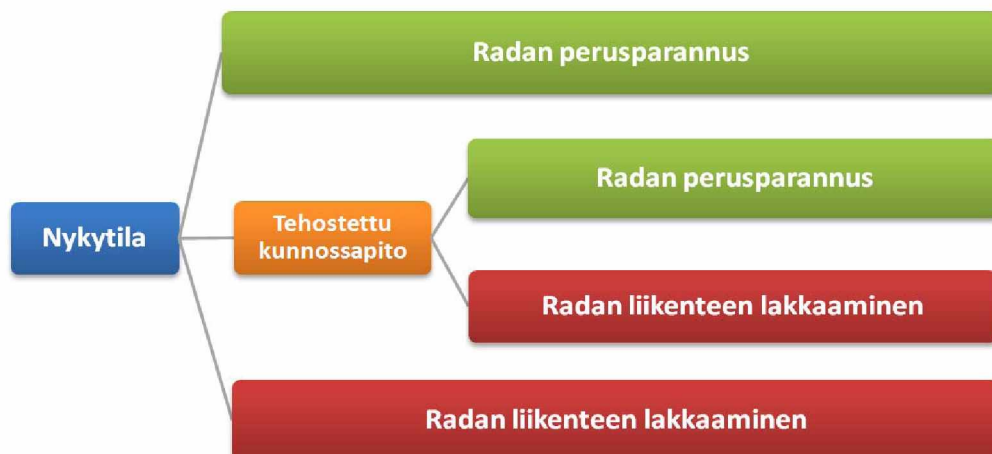 Radan perusparannus
Radan perusparannus
Nykytila
Tehostettu
kunnossapito
Radan liikenteen lakkaaminen
Radan liikenteen lakkaaminen